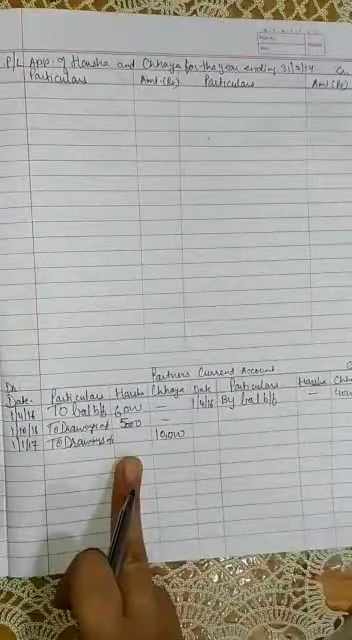 P/L App. of Harsha and Chhaya for the year ending 31/3/17 Cr.
Particulars Amt (Rs) Particulars Amt (Rs)
Partners Current Account
Dr.
Date Particulars Harsha Chhaya Date Particulars Harsha Chh
1/4/16 To bal b/b 6000 — 1/4/16 By bal b/b —
1/10/16 To Drawings a/c 5000 —
1/1/17 To Drawings a/c 10,000